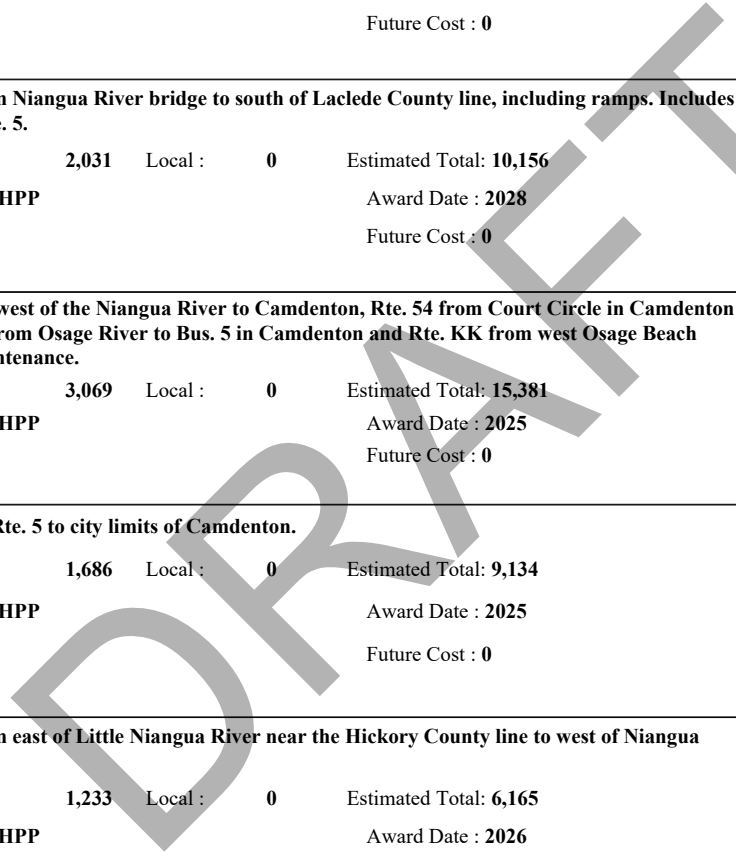 Future Cost : 0
n Niangua River bridge to south of Laclede County line, including ramps. Includes
e. 5.
2,031 Local : 0 Estimated Total: 10,156
HPP Award Date : 2028
Future Cost : 0
west of the Niangua River to Camdenton, Rte. 54 from Court Circle in Camdenton
rom Osage River to Bus. 5 in Camdenton and Rte. KK from west Osage Beach
ntenance.
3,069 Local : 0 Estimated Total: 15,381
HPP Award Date : 2025
Future Cost : 0
Rte. 5 to city limits of Camdenton.
1,686 Local : 0 Estimated Total: 9,134
HPP Award Date : 2025
Future Cost : 0
n east of Little Niangua River near the Hickory County line to west of Niangua
1,233 Local : 0 Estimated Total: 6,165
HPP Award Date : 2026
DRAFT